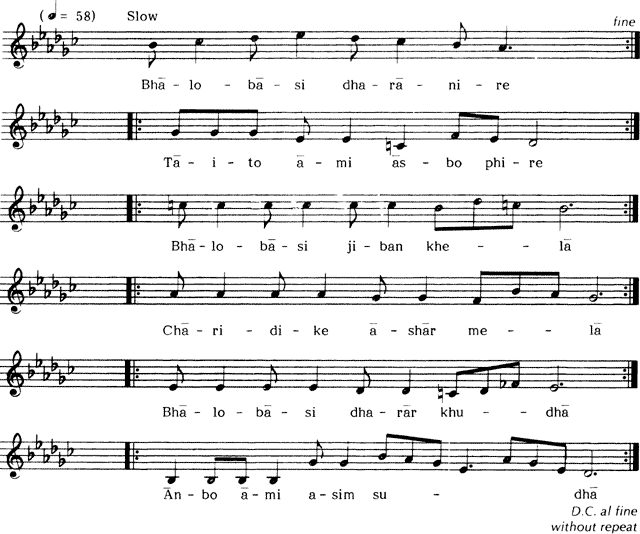 (♩ = 58) Slow
fine
Bhā - lo - bā - si dha - rā - ni - re
Tā - i - to ā - mi ās - bo phi - re
Bhā - lo - bā - si ji - ban khe - - lā
Chā - ri - di - ke ā - shār me - - lā
Bhā - lo - bā - si dha - rār khu - - dhā
Ān - bo ā - mi a - sim su - - dhā
D.C. al fine
without repeat